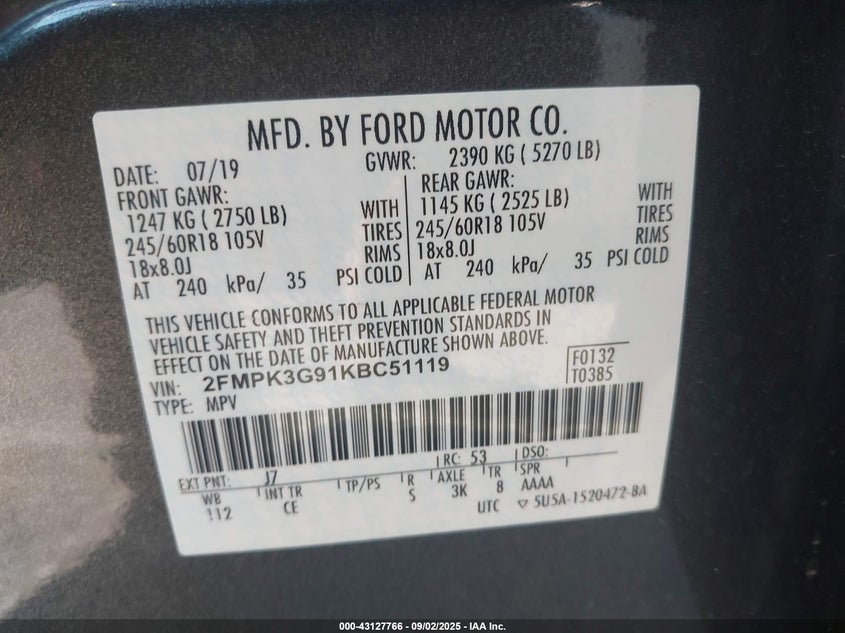 MFD. BY FORD MOTOR CO.
DATE: 07/19 GVWR: 2390 KG ( 5270 LB)
FRONT GAWR: REAR GAWR:
1247 KG ( 2750 LB) WITH 1145 KG ( 2525 LB) WITH
245/60R18 105V TIRES 245/60R18 105V TIRES
18x8.0J RIMS 18x8.0J RIMS
AT 240 kPa/ 35 PSI COLD AT 240 kPa/ 35 PSI COLD
THIS VEHICLE CONFORMS TO ALL APPLICABLE FEDERAL MOTOR
VEHICLE SAFETY AND THEFT PREVENTION STANDARDS IN
EFFECT ON THE DATE OF MANUFACTURE SHOWN ABOVE.
VIN: 2FMPK3G91KBC51119 F0132
TYPE: MPV T0385
RC: 53 DSO:
EXT PNT: J7
WB INT TR TP/PS R AXLE TR SPR
112 CE S 3K 8 AAAA
UTC ▽ 5U5A-1520472-BA
000-43127766 - 09/02/2025 - IAA Inc.